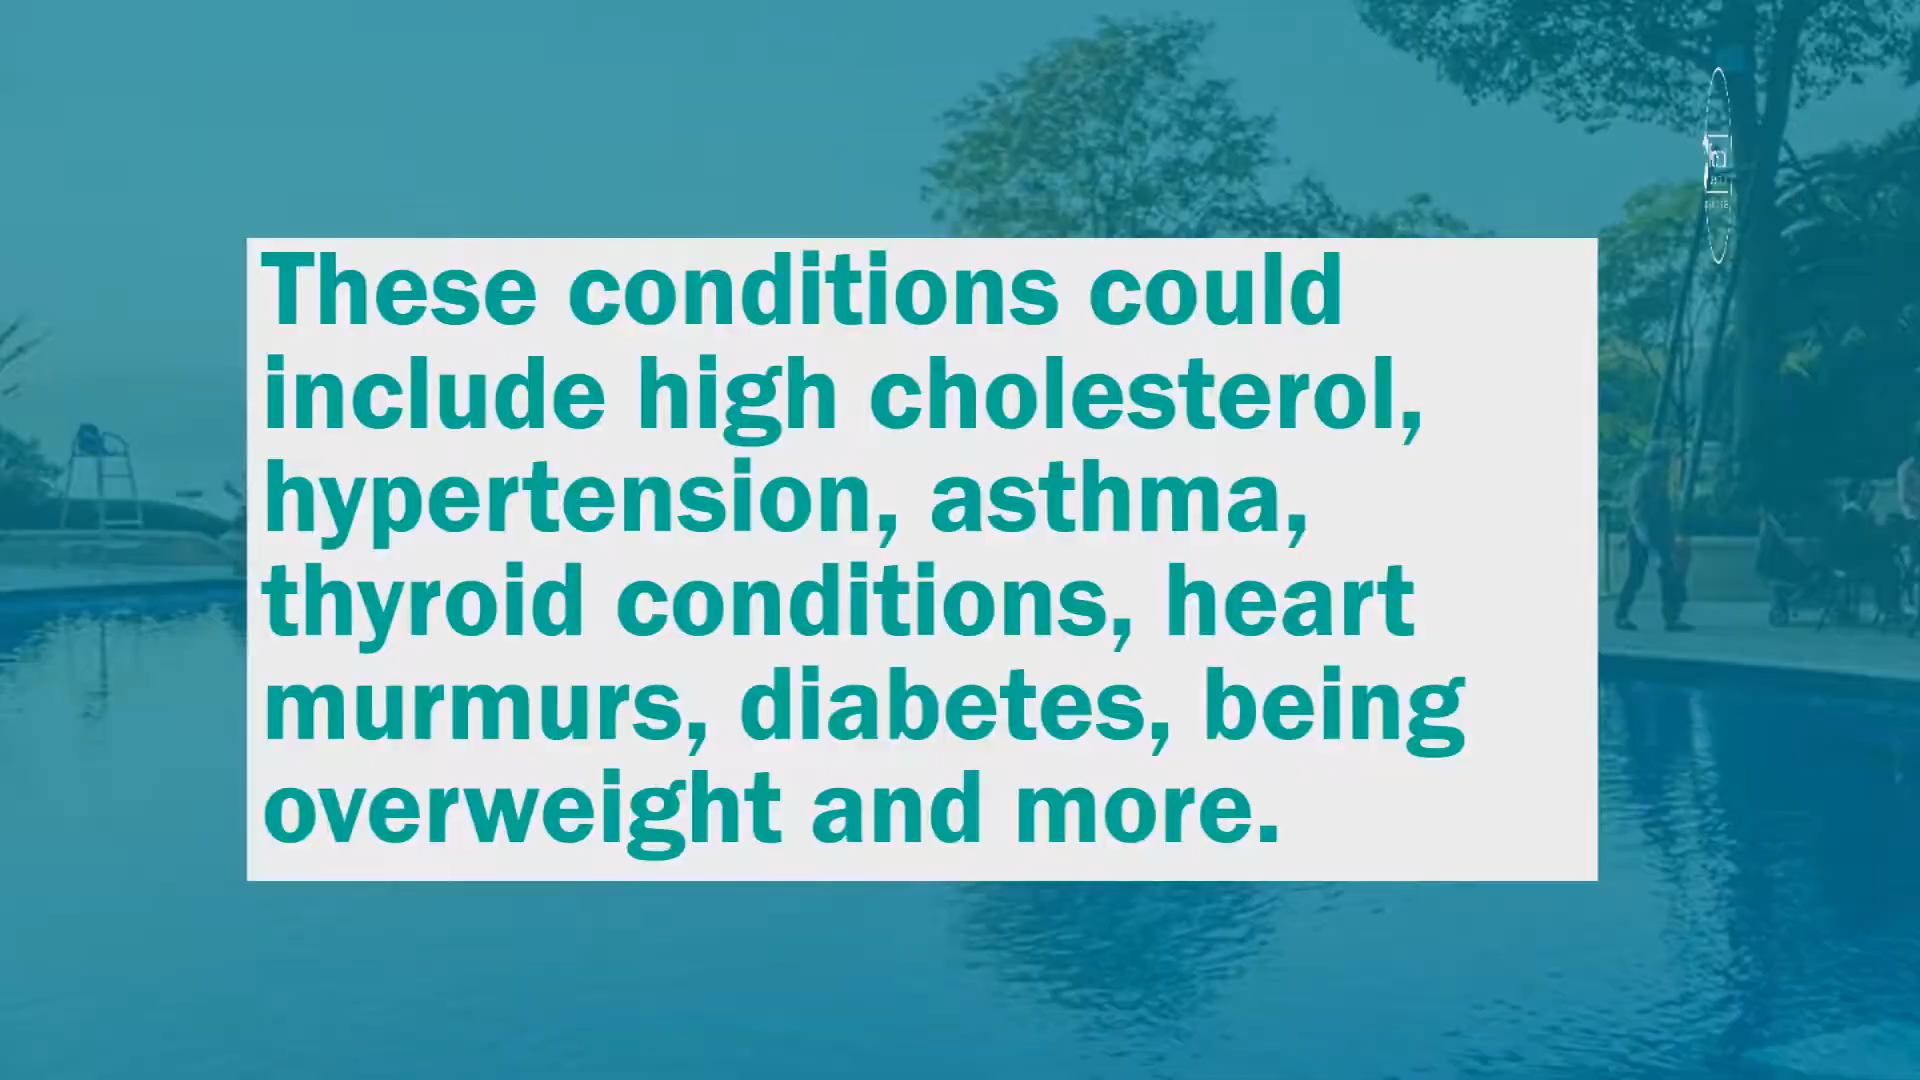 These conditions could
include high cholesterol,
hypertension, asthma,
thyroid conditions, heart
murmurs, diabetes, being
overweight and more.